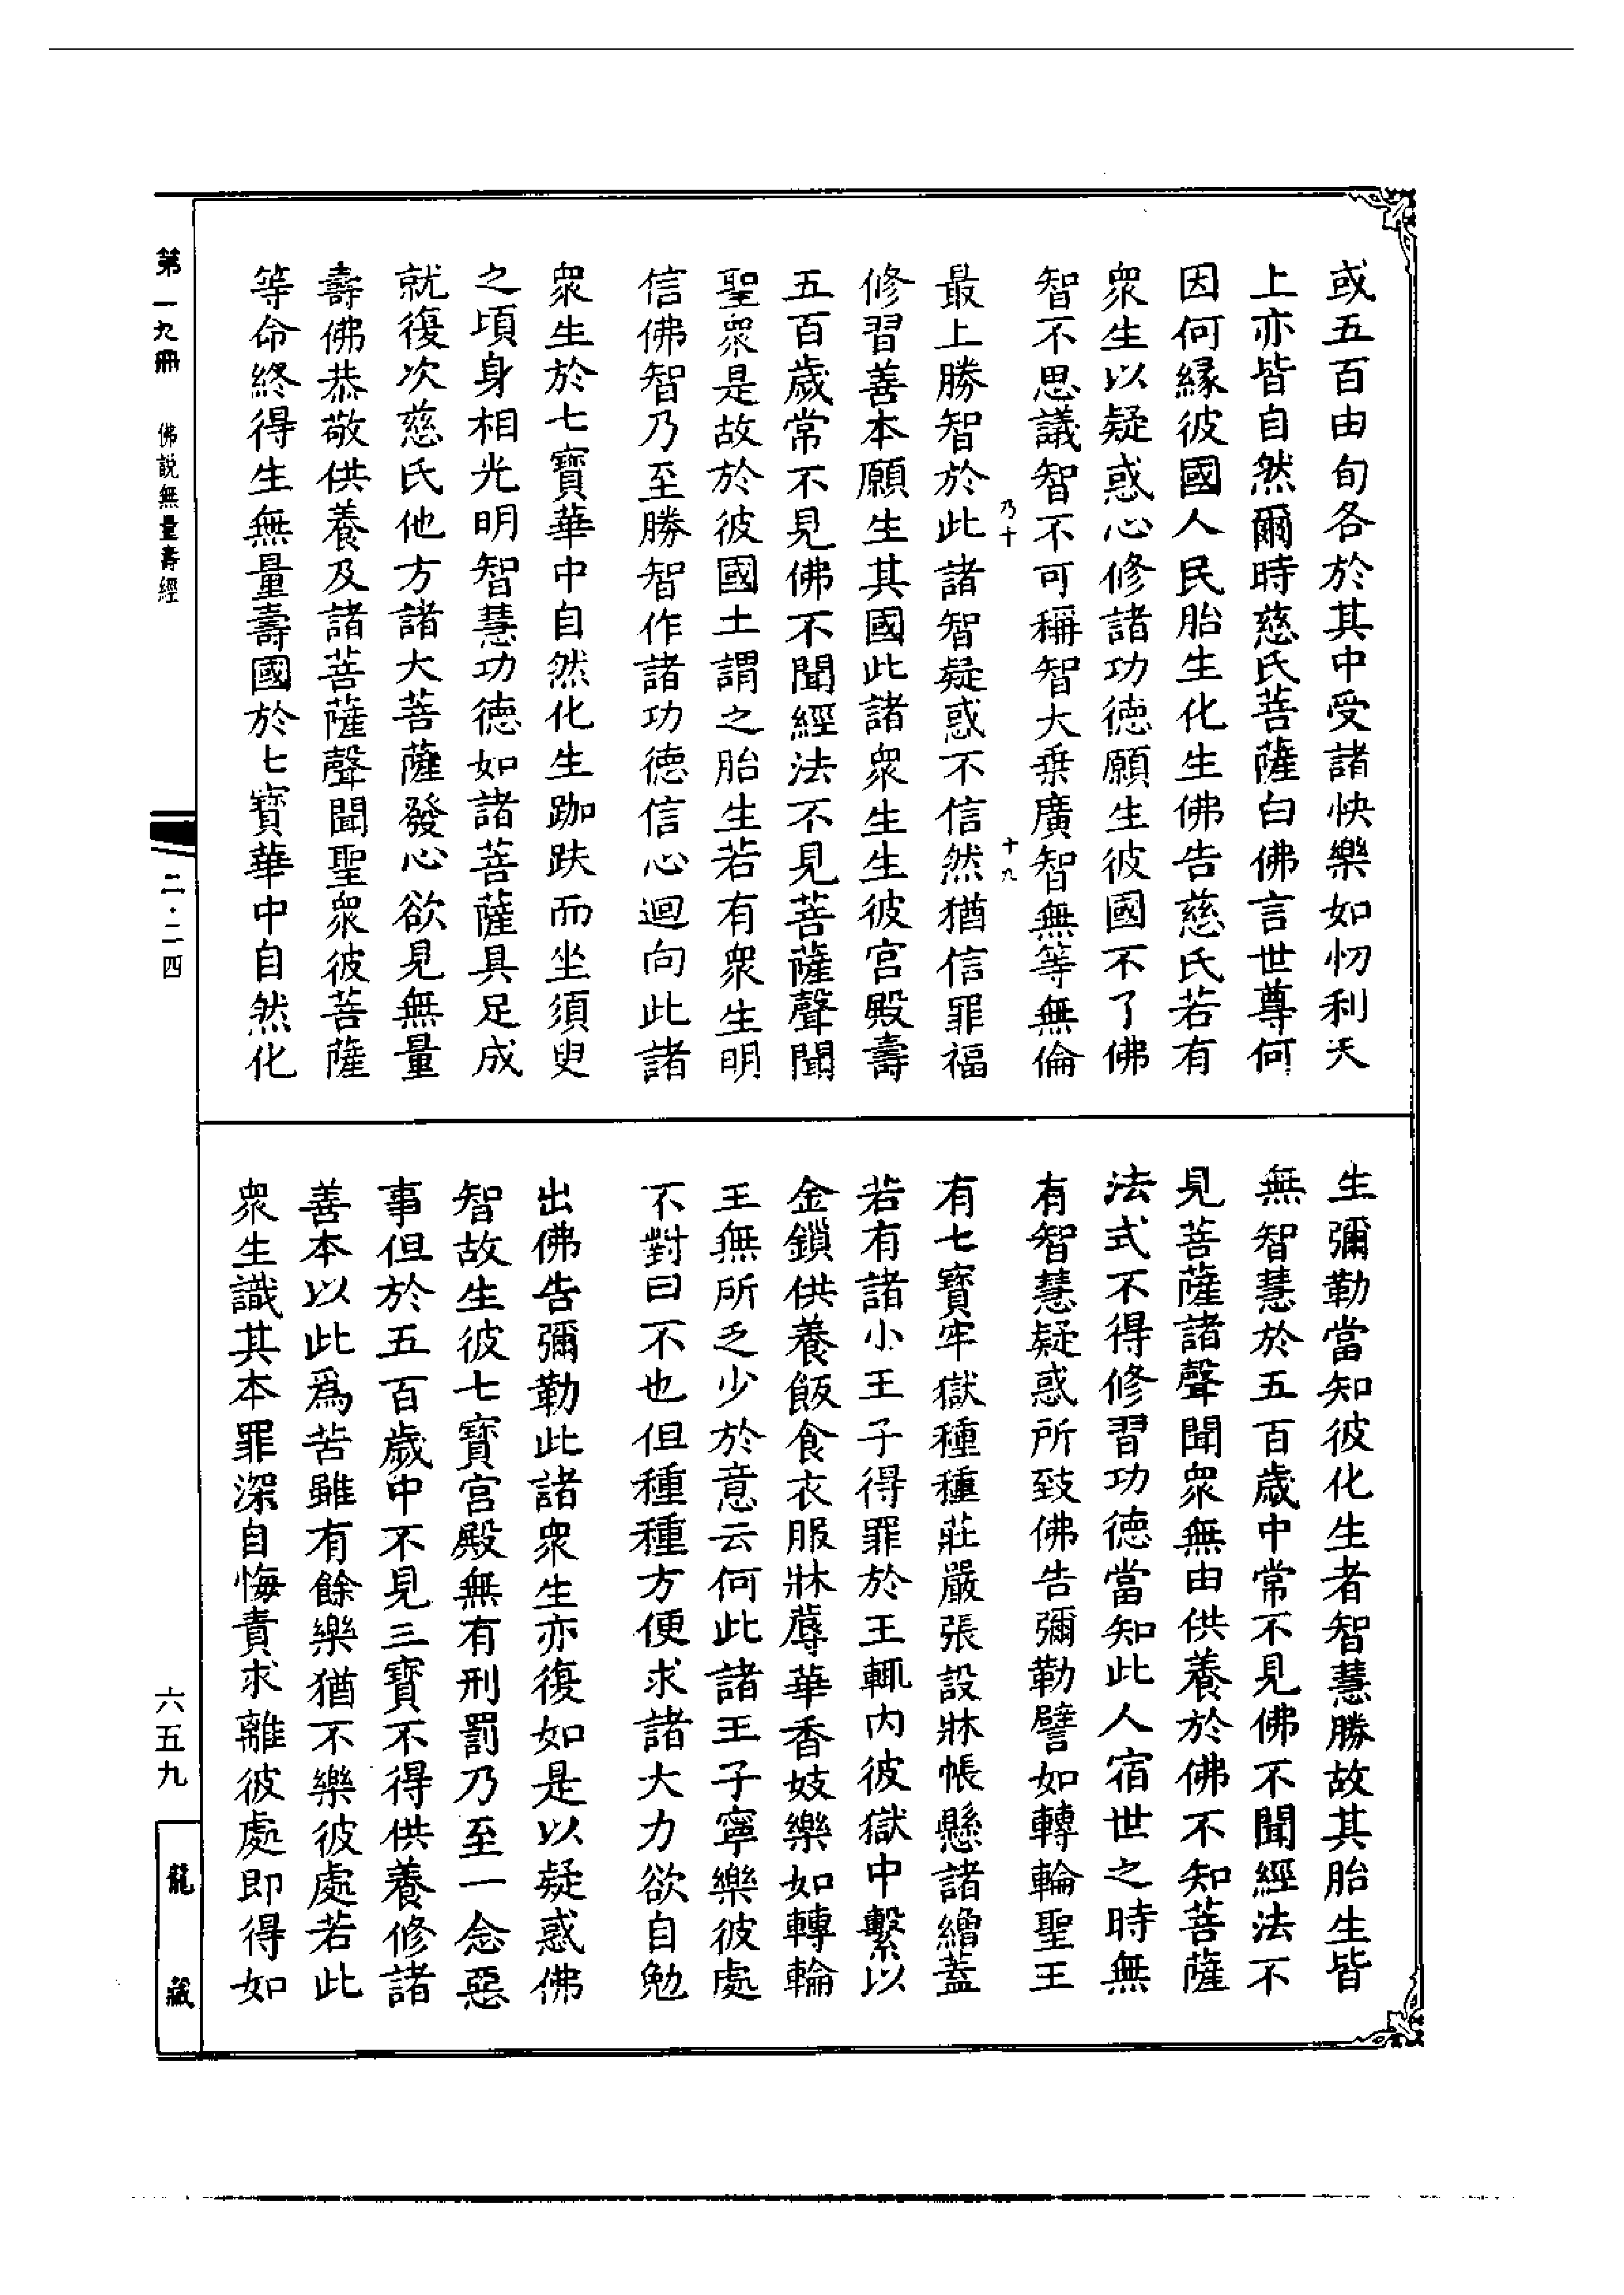 或五百由旬各於其中受諸快樂如忉利天
上亦皆自然爾時慈氏菩薩白佛言世尊何
因何緣彼國人民胎生化生佛告慈氏若有
衆生以疑惑心修諸功德願生彼國不了佛
智不思議智不可稱智大乗廣智無等無倫
乃十
十九
最上勝智於此諸智疑惑不信然猶信罪福
修習善本願生其國此諸衆生生彼宮殿壽
五百歲常不見佛不聞經法不見菩薩聲聞
聖衆是故於彼國土謂之胎生若有衆生明
信佛智乃至勝智作諸功德信心迴向此諸
衆生於七寶華中自然化生跏趺而坐須臾
之頃身相光明智慧功德如諸菩薩具足成
就復次慈氏他方諸大菩薩發心欲見無量
壽佛恭敬供養及諸菩薩聲聞聖衆彼菩薩
等命終得生無量壽國於七寶華中自然化
生彌勒當知彼化生者智慧勝故其胎生皆
無智慧於五百歲中常不見佛不聞經法不
見菩薩諸聲聞衆無由供養於佛不知菩薩
法式不得修習功德當知此人宿世之時無
有智慧疑惑所致佛告彌勒譬如轉輪聖王
有七寶牢獄種種莊嚴張設牀帳懸諸繒蓋
若有諸小王子得罪於王輒内彼獄中繫以
金鎖供養飯食衣服牀蓐華香妓樂如轉輪
王無所乏少於意云何此諸王子寧樂彼處
不對曰不也但種種方便求諸大力欲自勉
出佛告彌勒此諸衆生亦復如是以疑惑佛
智故生彼七寶宮殿無有刑罰乃至一念惡
事但於五百歲中不見三寶不得供養修諸
善本以此爲苦雖有餘樂猶不樂彼處若此
衆生識其本罪深自悔責求離彼處即得如
第一九冊 佛説無量壽經
二·二四
六五九
龍藏